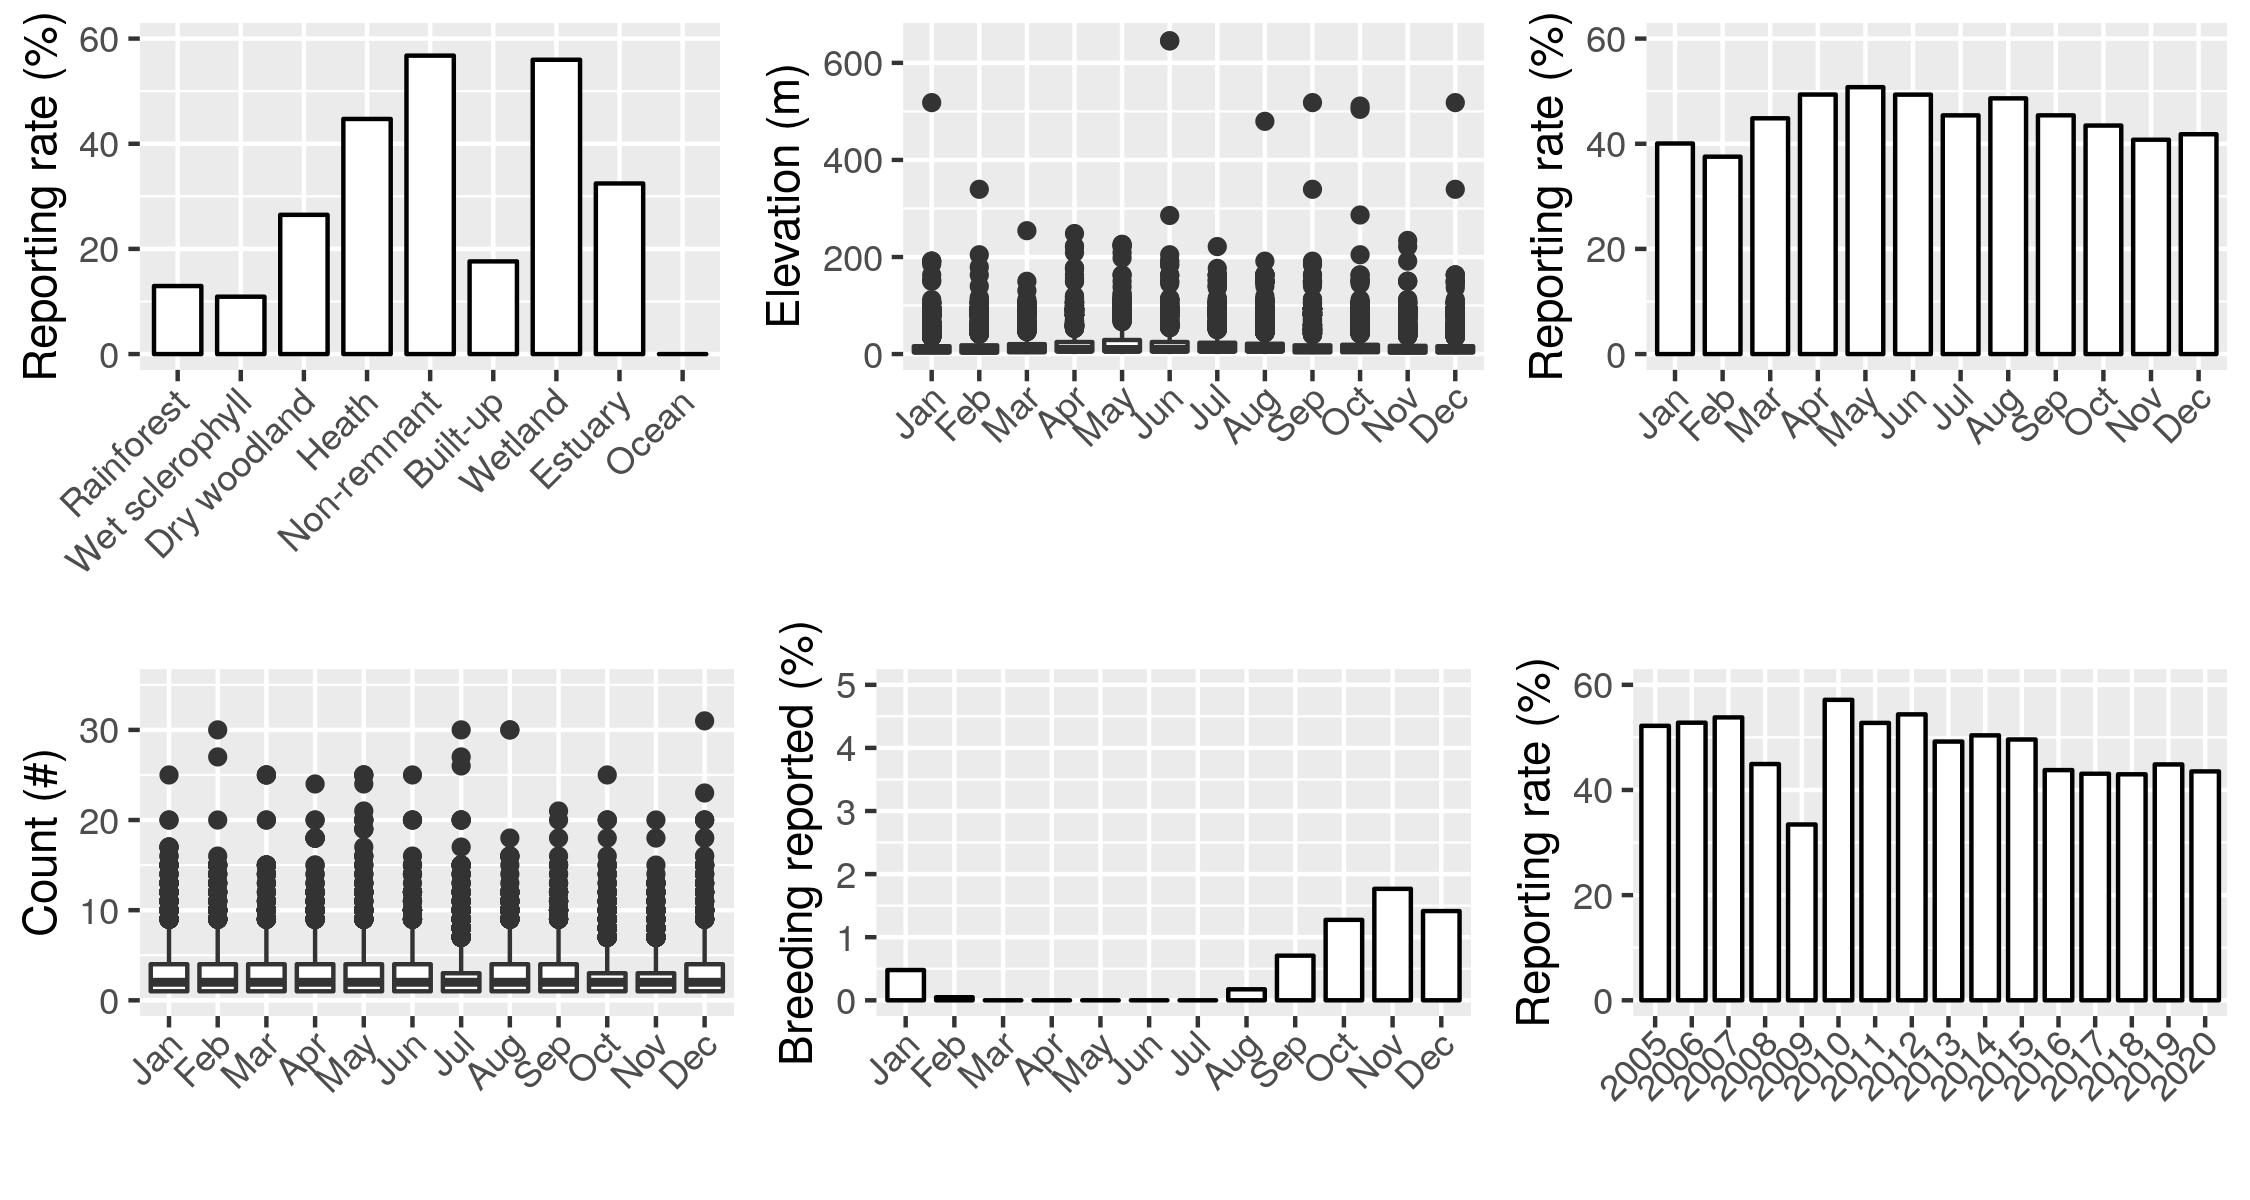 Reporting rate (%)
60
40
20
0
Rainforest
Wet sclerophyll
Dry woodland
Heath
Non-remnant
Built-up
Wetland
Estuary
Ocean
Elevation (m)
600
400
200
0
Jan
Feb
Mar
Apr
May
Jun
Jul
Aug
Sep
Oct
Nov
Dec
Reporting rate (%)
60
40
20
0
Jan
Feb
Mar
Apr
May
Jun
Jul
Aug
Sep
Oct
Nov
Dec
Count (#)
30
20
10
0
Jan
Feb
Mar
Apr
May
Jun
Jul
Aug
Sep
Oct
Nov
Dec
Breeding reported (%)
5
4
3
2
1
0
Jan
Feb
Mar
Apr
May
Jun
Jul
Aug
Sep
Oct
Nov
Dec
Reporting rate (%)
60
40
20
0
2005
2006
2007
2008
2009
2010
2011
2012
2013
2014
2015
2016
2017
2018
2019
2020